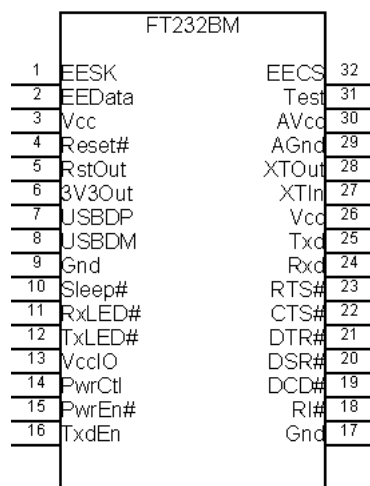 FT232BM
1 EESK EECS 32
2 EEData Test 31
3 Vcc AVcc 30
4 Reset# AGnd 29
5 RstOut XTOut 28
6 3V3Out XTIn 27
7 USBDP Vcc 26
8 USBDM Txd 25
9 Gnd Rxd 24
10 Sleep# RTS# 23
11 RxLED# CTS# 22
12 TxLED# DTR# 21
13 VccIO DSR# 20
14 PwrCtl DCD# 19
15 PwrEn# RI# 18
16 TxdEn Gnd 17